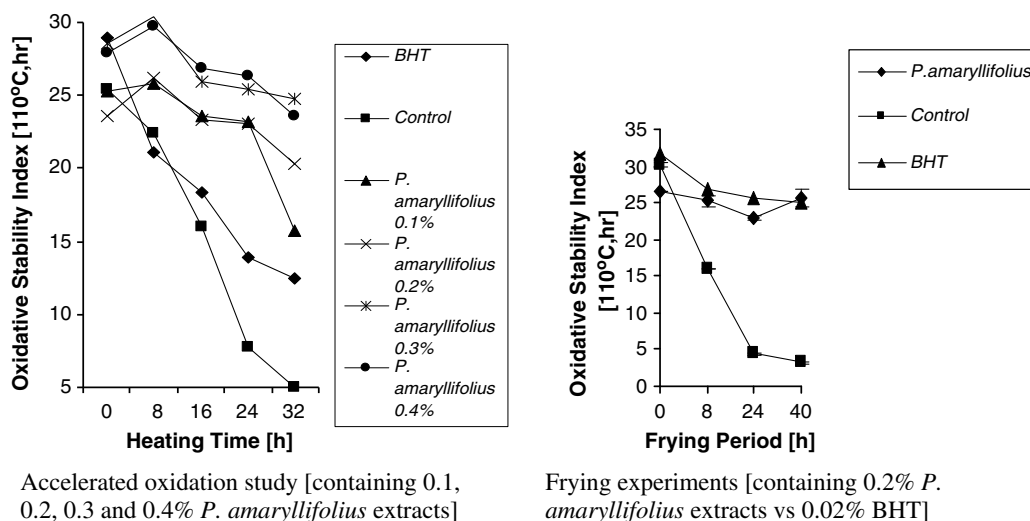 Oxidative Stability Index [110°C,hr]
30
25
20
15
10
5
0 8 16 24 32
Heating Time [h]
BHT
Control
P.
amaryllifolius
0.1%
P.
amaryllifolius
0.2%
P.
amaryllifolius
0.3%
P.
amaryllifolius
0.4%
Accelerated oxidation study [containing 0.1,
0.2, 0.3 and 0.4% P. amaryllifolius extracts]
Oxidative Stability Index
[110°C,hr]
35
30
25
20
15
10
5
0
0 8 24 40
Frying Period [h]
P.amaryllifolius
Control
BHT
Frying experiments [containing 0.2% P.
amaryllifolius extracts vs 0.02% BHT]